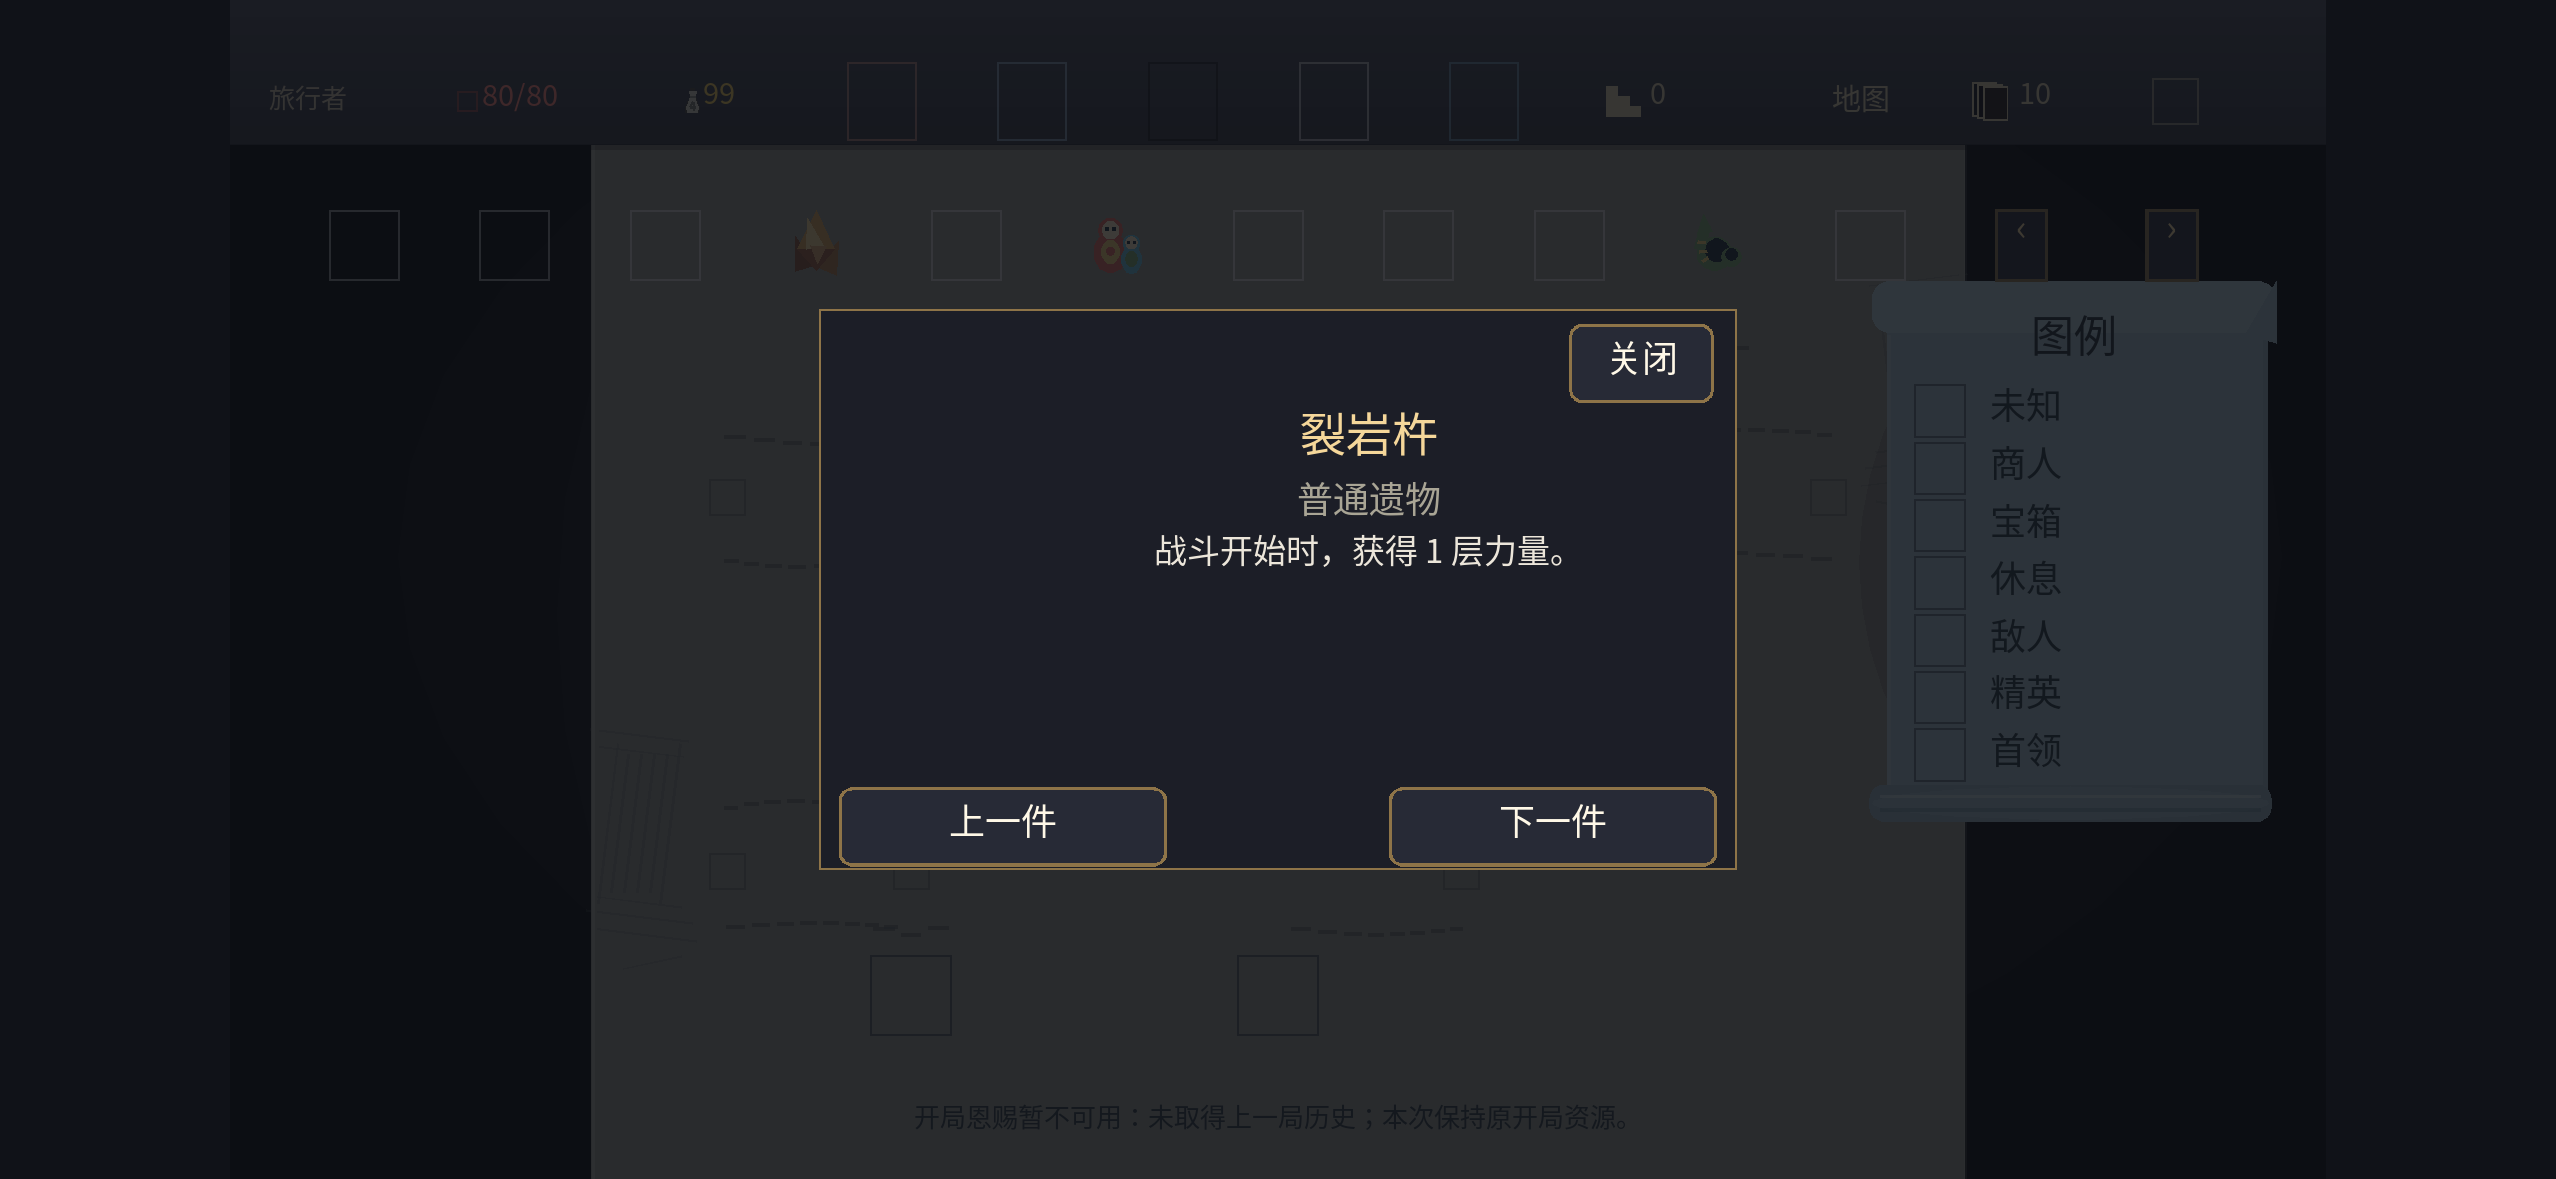 旅行者
80/80
99
0
地图
10
‹
›
关闭
裂岩杵
普通遗物
战斗开始时，获得 1 层力量。
上一件
下一件
图例
未知
商人
宝箱
休息
敌人
精英
首领
开局恩赐暂不可用：未取得上一局历史；本次保持原开局资源。